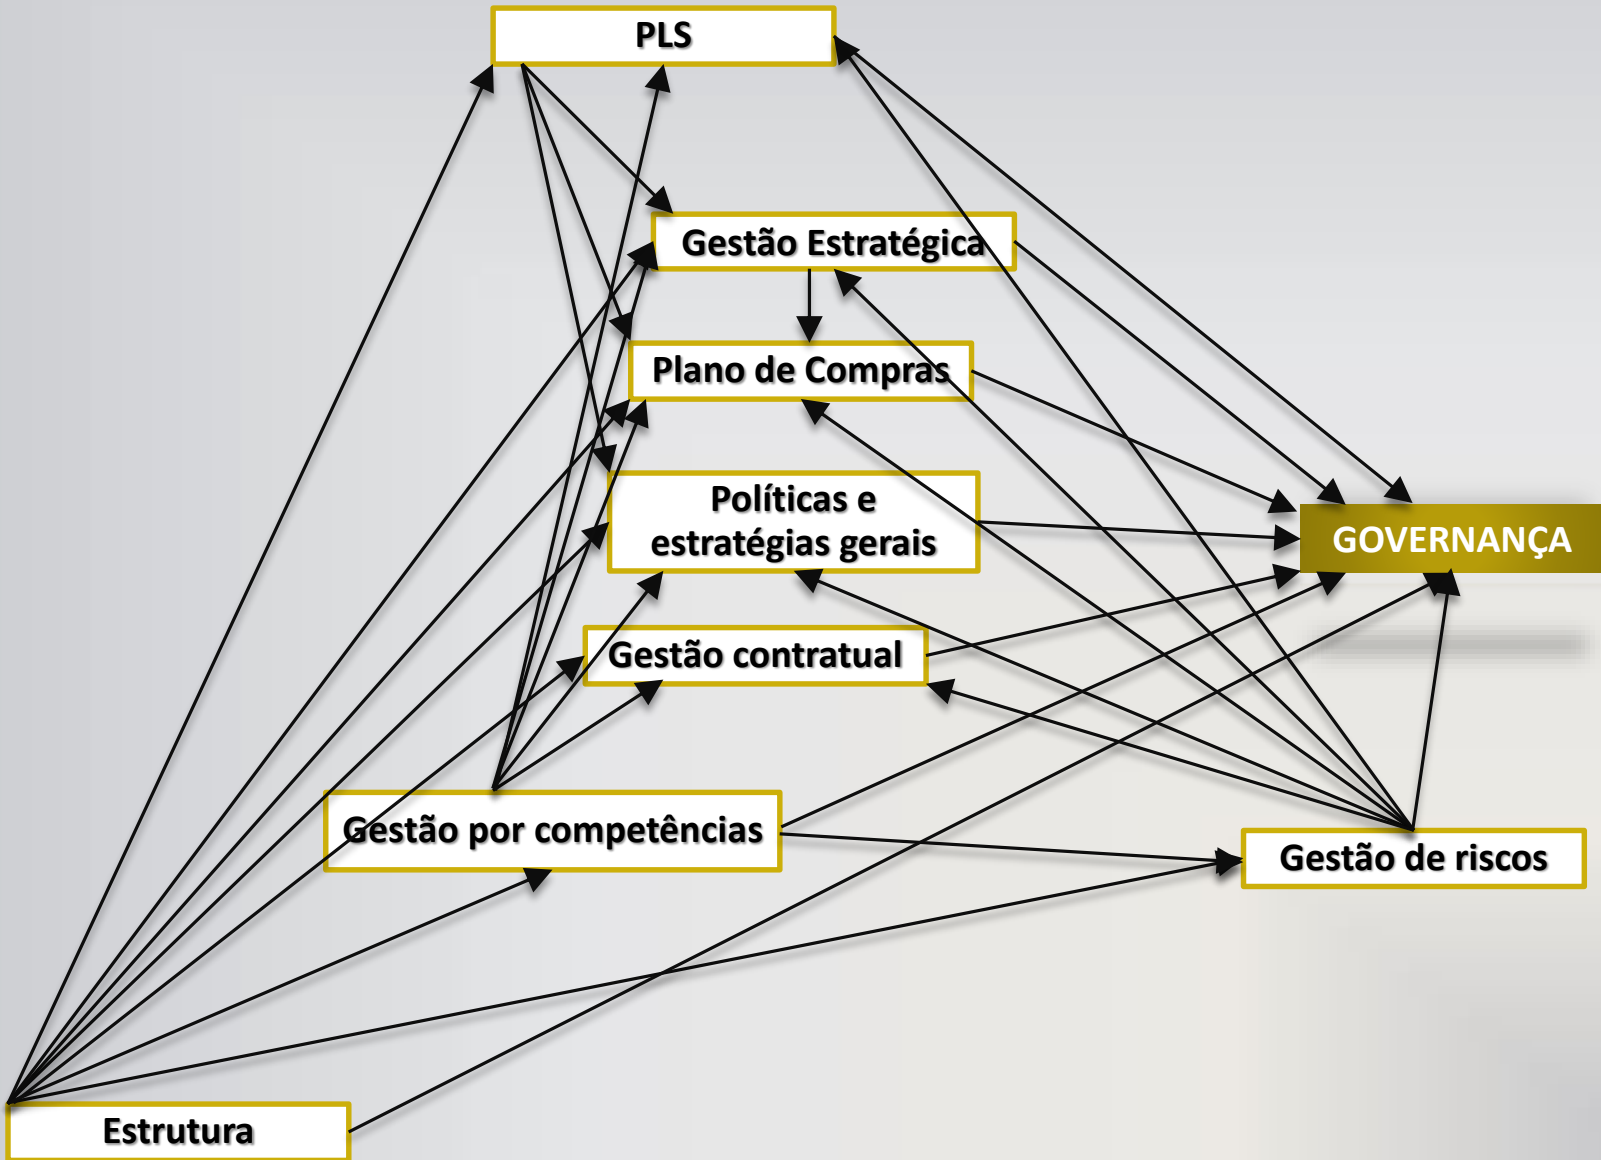 PLS
Gestão Estratégica
Plano de Compras
Políticas e
estratégias gerais
GOVERNANÇA
Gestão contratual
Gestão por competências
Gestão de riscos
Estrutura